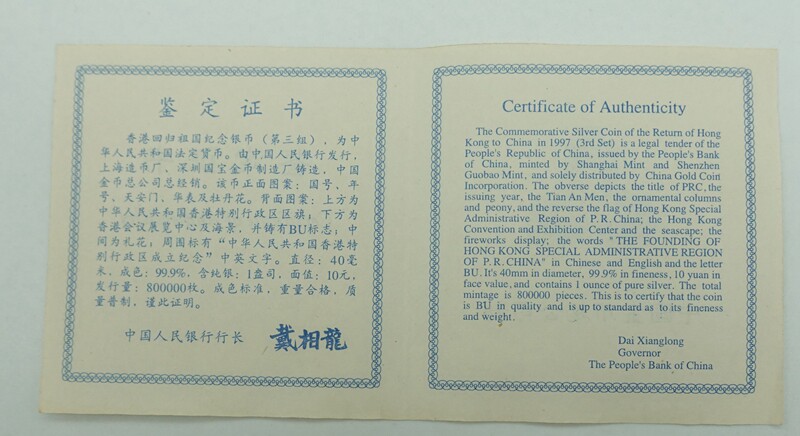 鉴定证书
香港回归祖国纪念银币（第三组），为中
华人民共和国法定货币。由中国人民银行发行，
上海造币厂、深圳国宝金币制造厂铸造，中国
金币总公司总经销。该币正面图案：国号、年
号、天安门、华表及牡丹花。背面图案：上方为
中华人民共和国香港特别行政区区旗；下方为
香港会议展览中心及海景，并铸有BU标志；中
间为礼花；周围标有“中华人民共和国香港特
别行政区成立纪念”中英文字。直径：40毫
米，成色：99.9%，含纯银：1盎司，面值：10元，
发行量：800000枚。成色标准，重量合格，质
量普制，谨此证明。
中国人民银行行长 戴相龍
Certificate of Authenticity
The Commemorative Silver Coin of the Return of Hong
Kong to China in 1997 (3rd Set) is a legal tender of the
People's Republic of China, issued by the People's Bank
of China, minted by Shanghai Mint and Shenzhen
Guobao Mint, and solely distributed by China Gold Coin
Incorporation. The obverse depicts the title of PRC, the
issuing year, the Tian An Men, the ornamental columns
and peony, and the reverse the flag of Hong Kong Special
Administrative Region of P.R.China; the Hong Kong
Convention and Exhibition Center and the seascape; the
fireworks display; the words "THE FOUNDING OF
HONG KONG SPECIAL ADMINISTRATIVE REGION
OF P.R.CHINA" in Chinese and English and the letter
BU. It's 40mm in diameter, 99.9% in fineness, 10 yuan in
face value, and contains 1 ounce of pure silver. The total
mintage is 800000 pieces. This is to certify that the coin
is BU in quality and is up to standard as to its fineness
and weight.
Dai Xianglong
Governor
The People's Bank of China